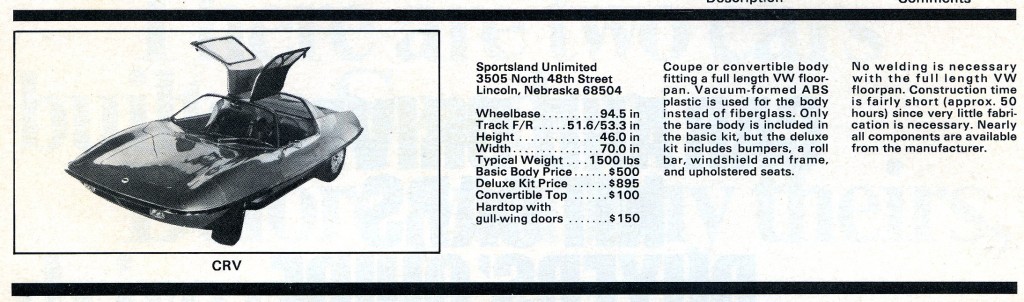 Description
Comments
CRV
Sportsland Unlimited
3505 North 48th Street
Lincoln, Nebraska 68504
Wheelbase..........94.5 in
Track F/R .....51.6/53.3 in
Height ..............46.0 in
Width ...............70.0 in
Typical Weight ....1500 lbs
Basic Body Price ......$500
Deluxe Kit Price ......$895
Convertible Top ......$100
Hardtop with
gull-wing doors .......$150
Coupe or convertible body
fitting a full length VW floor-
pan. Vacuum-formed ABS
plastic is used for the body
instead of fiberglass. Only
the bare body is included in
the basic kit, but the deluxe
kit includes bumpers, a roll
bar, windshield and frame,
and upholstered seats.
No welding is necessary
with the full length VW
floorpan. Construction time
is fairly short (approx. 50
hours) since very little fabri-
cation is necessary. Nearly
all components are available
from the manufacturer.